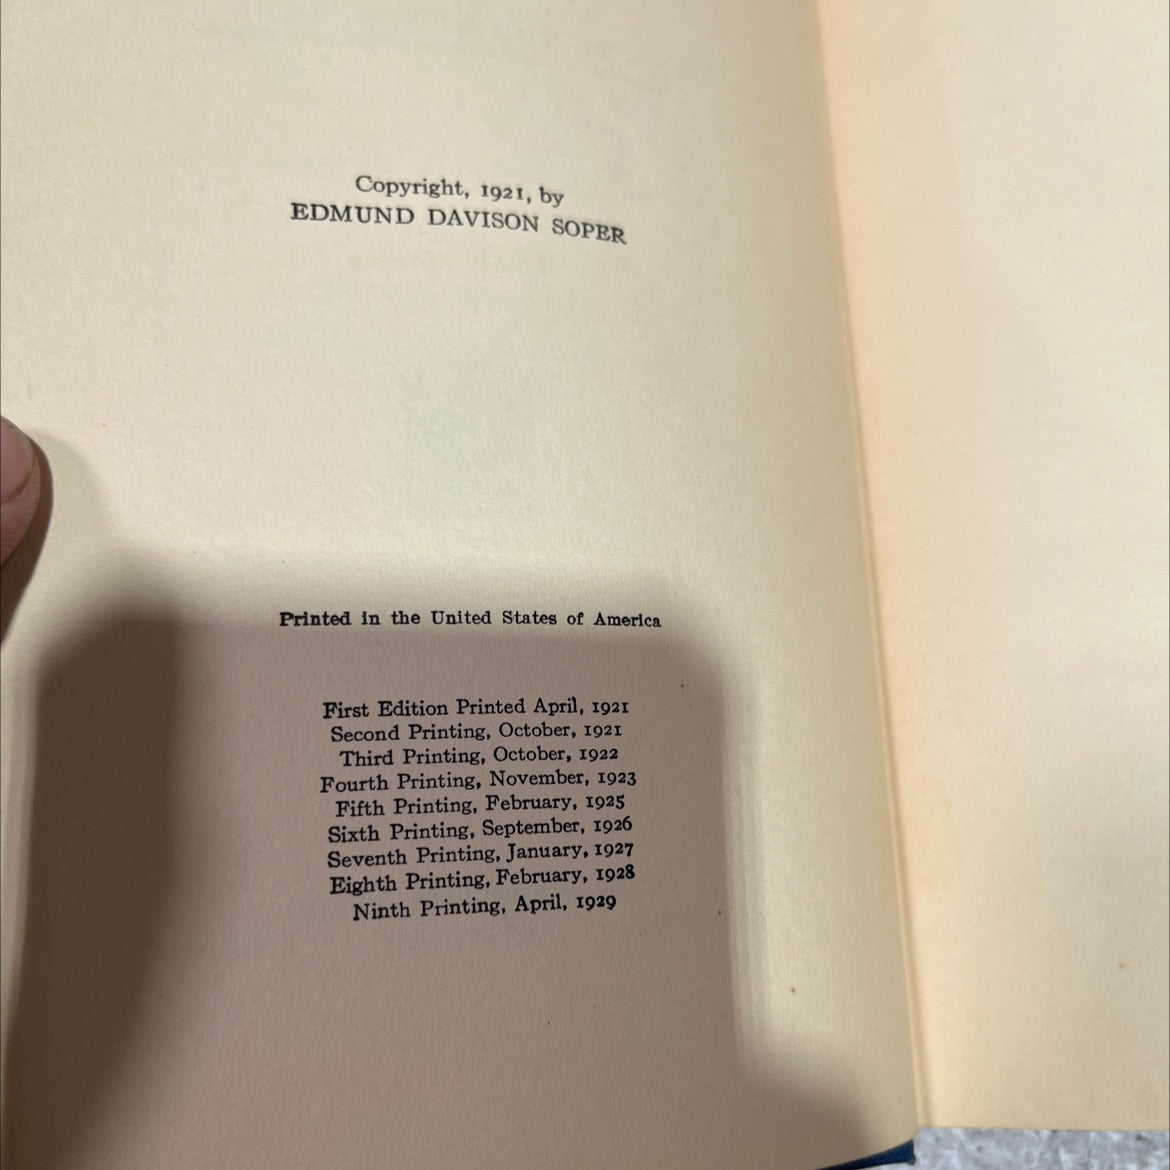 Copyright, 1921, by
EDMUND DAVISON SOPER
Printed in the United States of America
First Edition Printed April, 1921
Second Printing, October, 1921
Third Printing, October, 1922
Fourth Printing, November, 1923
Fifth Printing, February, 1925
Sixth Printing, September, 1926
Seventh Printing, January, 1927
Eighth Printing, February, 1928
Ninth Printing, April, 1929